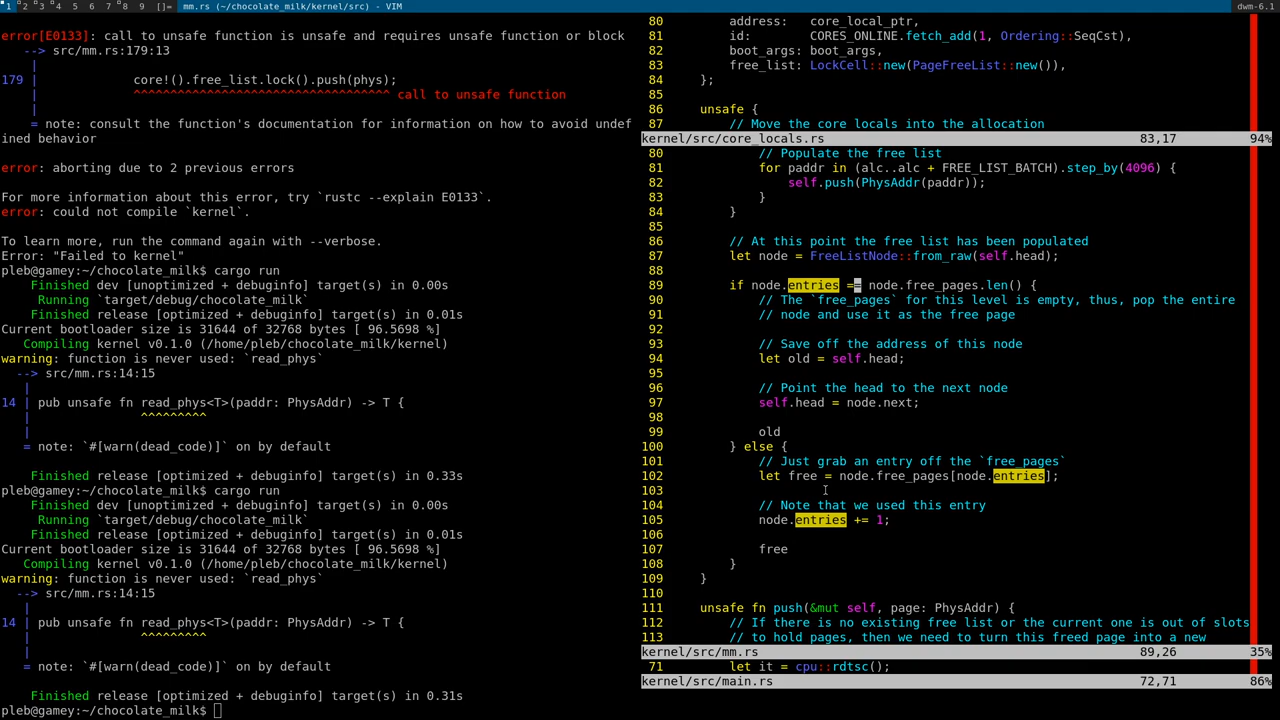 1 2 3 4 5 6 7 8 9 []= mm.rs (~/chocolate_milk/kernel/src) - VIM dwm-6.1
error[E0133]: call to unsafe function is unsafe and requires unsafe function or block
--> src/mm.rs:179:13
|
179 | core!().free_list.lock().push(phys);
| ^^^^^^^^^^^^^^^^^^^^^^^^^^^^^^^^^^^ call to unsafe function
|
= note: consult the function's documentation for information on how to avoid undef
ined behavior
error: aborting due to 2 previous errors
For more information about this error, try `rustc --explain E0133`.
error: could not compile `kernel`.
To learn more, run the command again with --verbose.
Error: "Failed to kernel"
pleb@gamey:~/chocolate_milk$ cargo run
Finished dev [unoptimized + debuginfo] target(s) in 0.00s
Running `target/debug/chocolate_milk`
Finished release [optimized + debuginfo] target(s) in 0.01s
Current bootloader size is 31644 of 32768 bytes [ 96.5698 %]
Compiling kernel v0.1.0 (/home/pleb/chocolate_milk/kernel)
warning: function is never used: `read_phys`
--> src/mm.rs:14:15
|
14 | pub unsafe fn read_phys<T>(paddr: PhysAddr) -> T {
| ^^^^^^^^^
|
= note: `#[warn(dead_code)]` on by default
Finished release [optimized + debuginfo] target(s) in 0.33s
pleb@gamey:~/chocolate_milk$ cargo run
Finished dev [unoptimized + debuginfo] target(s) in 0.00s
Running `target/debug/chocolate_milk`
Finished release [optimized + debuginfo] target(s) in 0.01s
Current bootloader size is 31644 of 32768 bytes [ 96.5698 %]
Compiling kernel v0.1.0 (/home/pleb/chocolate_milk/kernel)
warning: function is never used: `read_phys`
--> src/mm.rs:14:15
|
14 | pub unsafe fn read_phys<T>(paddr: PhysAddr) -> T {
| ^^^^^^^^^
|
= note: `#[warn(dead_code)]` on by default
Finished release [optimized + debuginfo] target(s) in 0.31s
pleb@gamey:~/chocolate_milk$
80 address: core_local_ptr,
81 id: CORES_ONLINE.fetch_add(1, Ordering::SeqCst),
82 boot_args: boot_args,
83 free_list: LockCell::new(PageFreeList::new()),
84 };
85
86 unsafe {
87 // Move the core locals into the allocation
kernel/src/core_locals.rs 83,17 94%
80 // Populate the free list
81 for paddr in (alc..alc + FREE_LIST_BATCH).step_by(4096) {
82 self.push(PhysAddr(paddr));
83 }
84 }
85
86 // At this point the free list has been populated
87 let node = FreeListNode::from_raw(self.head);
88
89 if node.entries == node.free_pages.len() {
90 // The `free_pages` for this level is empty, thus, pop the entire
91 // node and use it as the free page
92
93 // Save off the address of this node
94 let old = self.head;
95
96 // Point the head to the next node
97 self.head = node.next;
98
99 old
100 } else {
101 // Just grab an entry off the `free_pages`
102 let free = node.free_pages[node.entries];
103
104 // Note that we used this entry
105 node.entries += 1;
106
107 free
108 }
109 }
110
111 unsafe fn push(&mut self, page: PhysAddr) {
112 // If there is no existing free list or the current one is out of slots
113 // to hold pages, then we need to turn this freed page into a new
kernel/src/mm.rs 89,26 35%
71 let it = cpu::rdtsc();
kernel/src/main.rs 72,71 86%